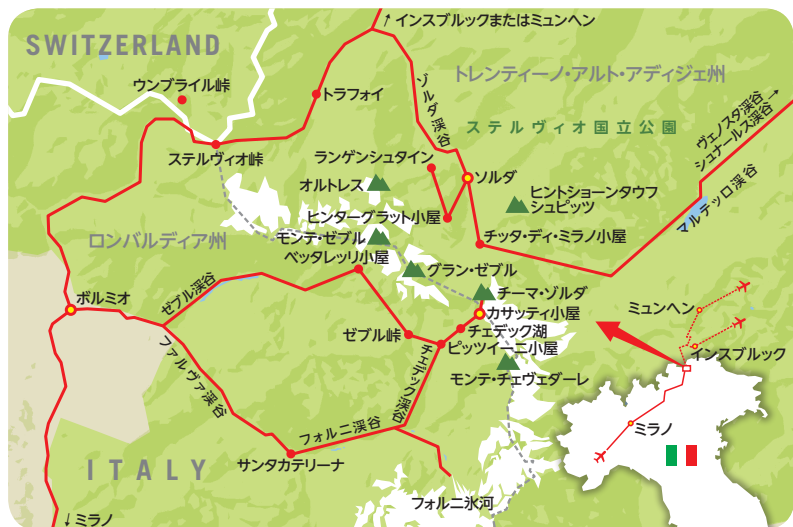 ↗インスブルックまたはミュンヘン
SWITZERLAND
トレンティーノ・アルト・アディジェ州
ウンブライル峠
トラフォイ
ゾルダ渓谷
ヴェノスタ渓谷
シュナールス渓谷→
ステルヴィオ国立公園
ステルヴィオ峠
ランゲンシュタイン
ソルダ
オルトレス
ヒントショーンタウフ
シュピッツ
マルテッロ渓谷
ヒンターグラット小屋
ロンバルディア州
モンテ・ゼブル
チッタ・ディ・ミラノ小屋
ベッタレッリ小屋
グラン・ゼブル
ゼブル渓谷
チーマ・ゾルダ
ボルミオ
カサッティ小屋
ミュンヘン
チェデック湖
ゼブル峠
ピッツイーニ小屋
インスブルック
ファルヴァ渓谷
チェデック渓谷
モンテ・チェヴェダーレ
フォルニ渓谷
ミラノ
サンタカテリーナ
ITALY
フォルニ氷河
↓ミラノ